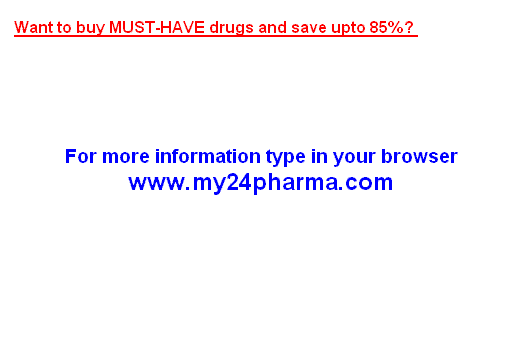 Want to buy MUST-HAVE drugs and save upto 85%?
For more information type in your browser
www.my24pharma.com